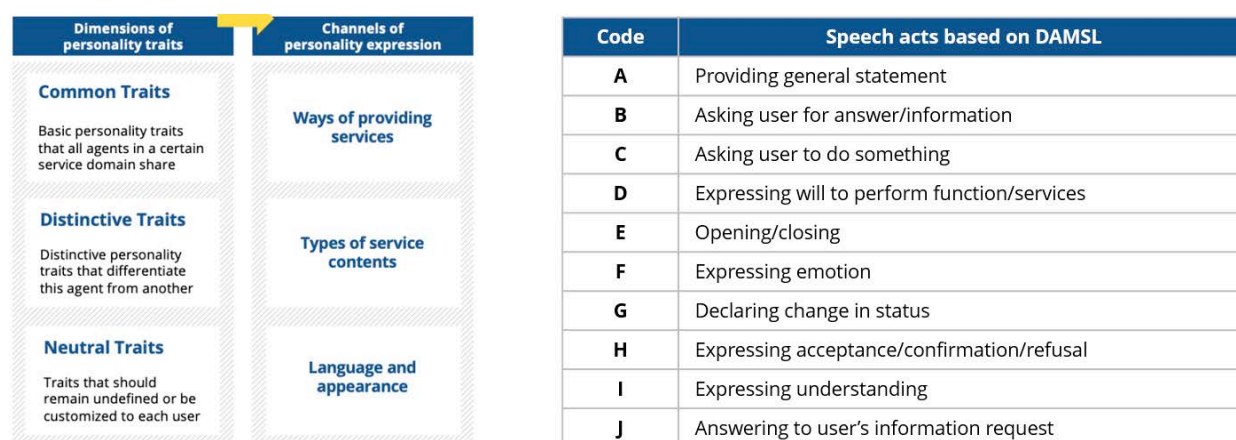 Dimensions of
personality traits
Channels of
personality expression
Common Traits
Basic personality traits
that all agents in a certain
service domain share
Ways of providing
services
Distinctive Traits
Distinctive personality
traits that differentiate
this agent from another
Types of service
contents
Neutral Traits
Traits that should
remain undefined or be
customized to each user
Language and
appearance
Code Speech acts based on DAMSL
A Providing general statement
B Asking user for answer/information
C Asking user to do something
D Expressing will to perform function/services
E Opening/closing
F Expressing emotion
G Declaring change in status
H Expressing acceptance/confirmation/refusal
I Expressing understanding
J Answering to user's information request